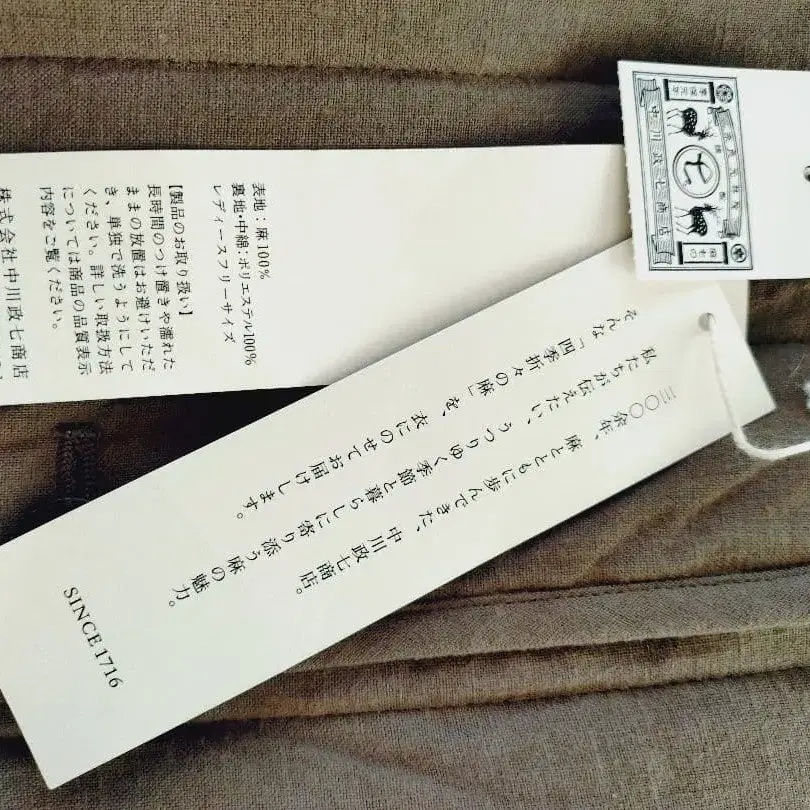 表地：麻100%
裏地・中綿：ポリエステル100%
レディースフリーサイズ
【製品のお取り扱い】
長時間のつけ置きや濡れた
ままの放置はお避けいただ
き、単独で洗うようにして
ください。詳しい取扱方法
については商品の品質表示
内容をご覧ください。
株式会社中川政七商店
三〇〇余年、麻とともに歩んできた、中川政七商店。
私たちが伝えたい、うつりゆく季節と暮らしに寄り添う麻の魅力。
そんな「四季折々の麻」を、衣にのせてお届けします。
SINCE 1716
中川政七商店
七